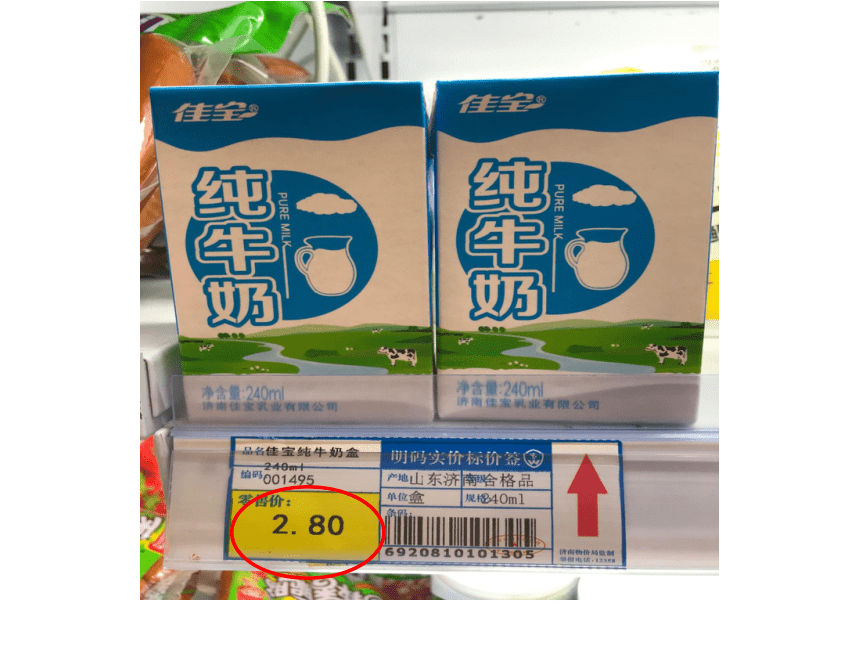 佳宝®
纯牛奶
PURE MILK
净含量:240ml
济南佳宝乳业有限公司
佳宝®
纯牛奶
PURE MILK
净含量:240ml
济南佳宝乳业有限公司
品名佳宝纯牛奶盒
240ml
编码001495
零售价:
2.80
明码实价标价签
产地山东济南 合格品
单位盒 规格240ml
条码:
6920810101305
济南物价局监制
举报电话:12358